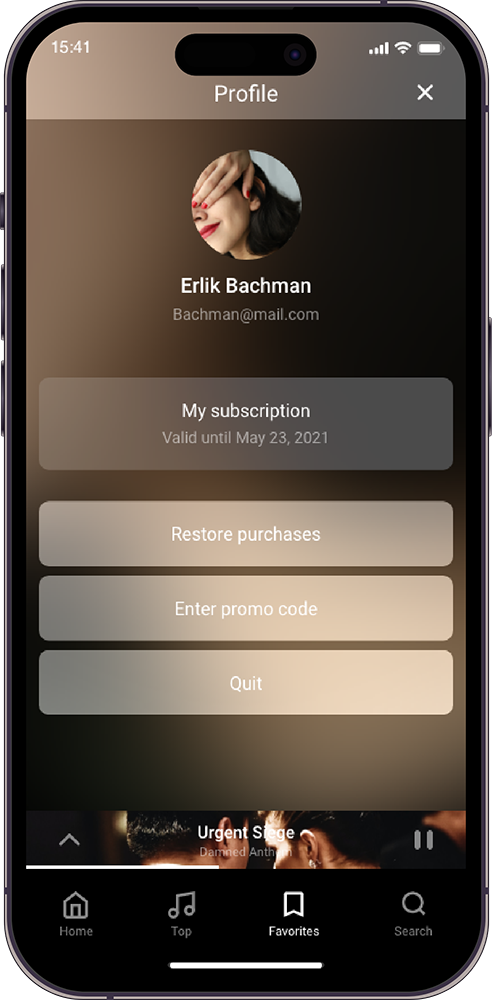 15:41
Profile
Erlik Bachman
Bachman@mail.com
My subscription
Valid until May 23, 2021
Restore purchases
Enter promo code
Quit
Urgent Siege
Damned Anthem
Home
Top
Favorites
Search